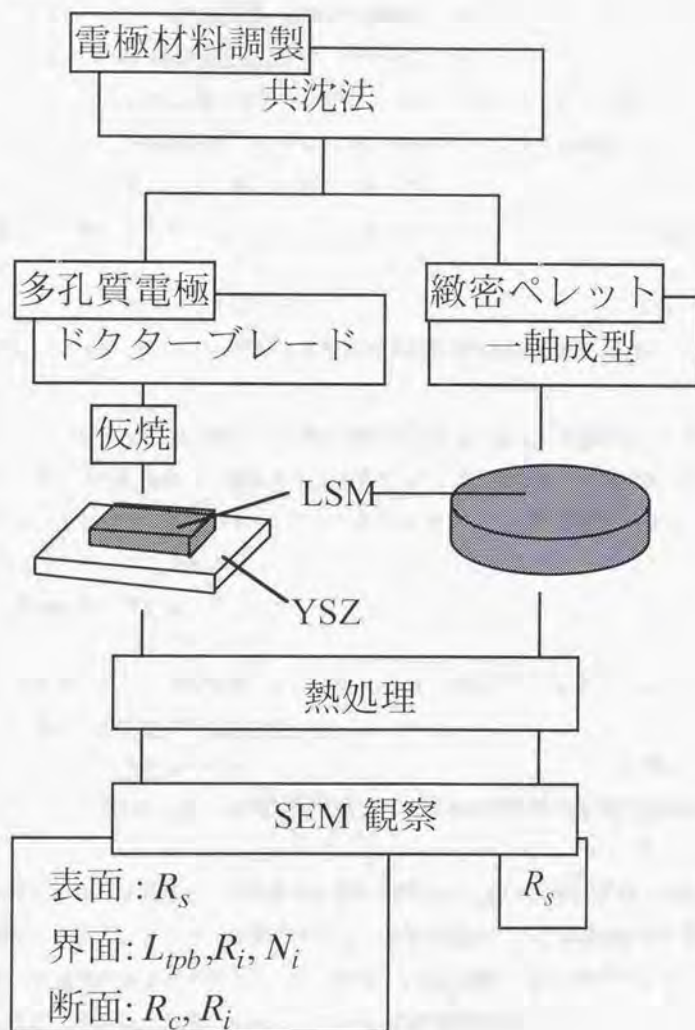 電極材料調製
共沈法
多孔質電極
ドクターブレード
緻密ペレット
一軸成型
仮焼
LSM
YSZ
熱処理
SEM 観察
表面 : R_s
界面: L_tpb,R_i, N_i
断面: R_c, R_i
R_s